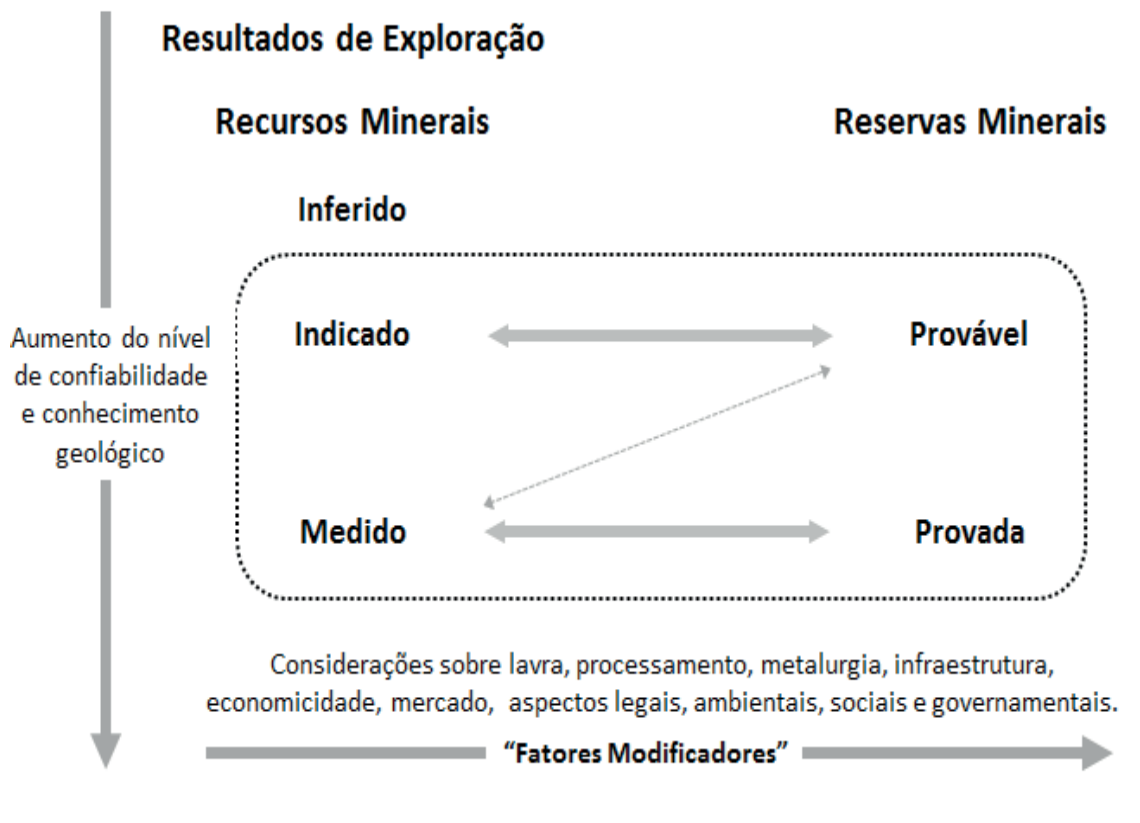 Resultados de Exploração
Recursos Minerais
Reservas Minerais
Inferido
Indicado
Provável
Aumento do nível
de confiabilidade
e conhecimento
geológico
Medido
Provada
Considerações sobre lavra, processamento, metalurgia, infraestrutura,
economicidade, mercado, aspectos legais, ambientais, sociais e governamentais.
“Fatores Modificadores”